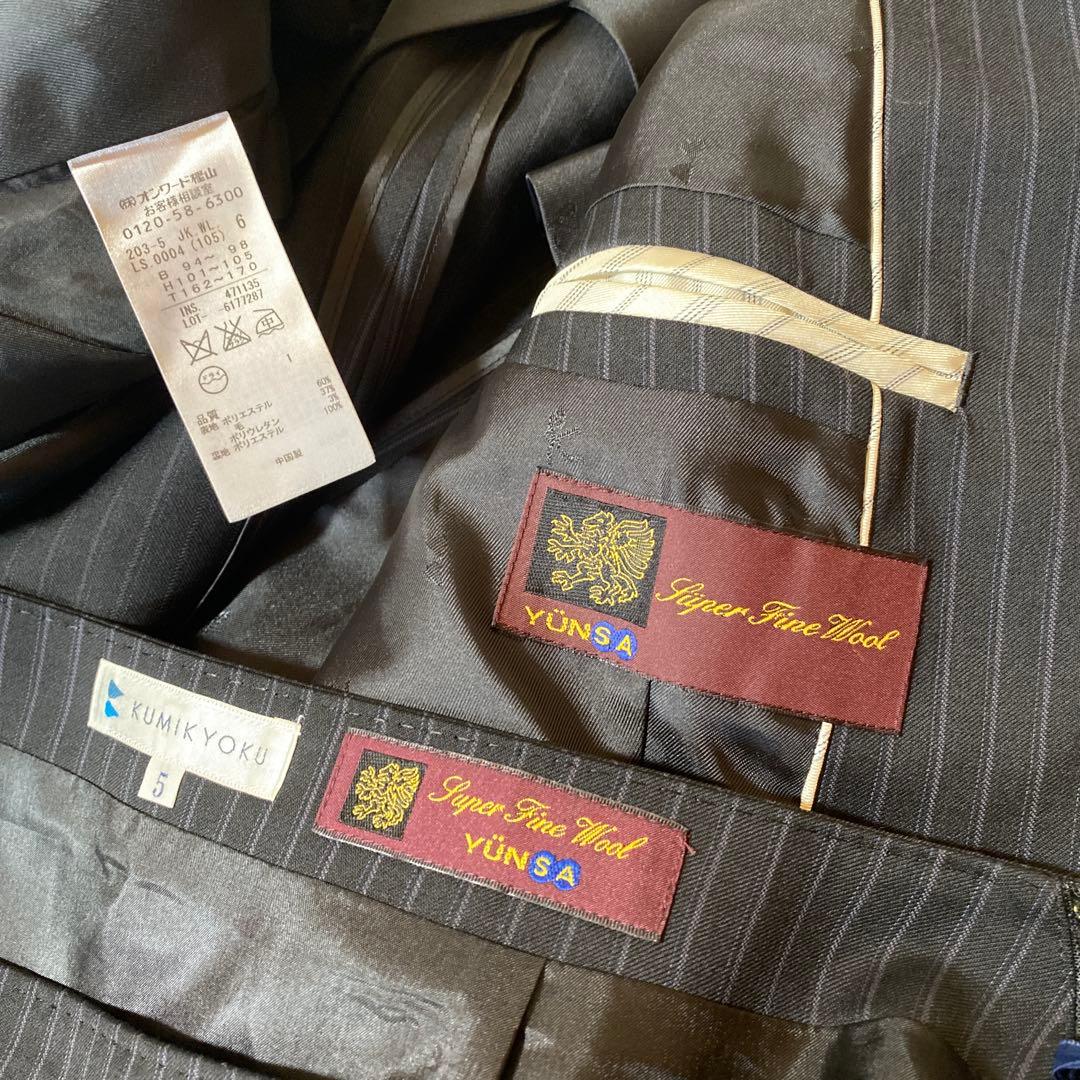 ㈱オンワード樫山
お客様相談室
0120-58-6300
203-5 JK.WL. 6
LS.0004 (105)
B 94～ 98
H101～105
T162～170
INS. 471135
LOT- -6177287
ドライ
1
品質
表地 ポリエステル 60%
毛 37%
ポリウレタン 3%
裏地 ポリエステル 100%
中国製
YÜNSA
Süper Fine Wool
KUMIKYOKU
5
Super Fine Wool
YÜNSA